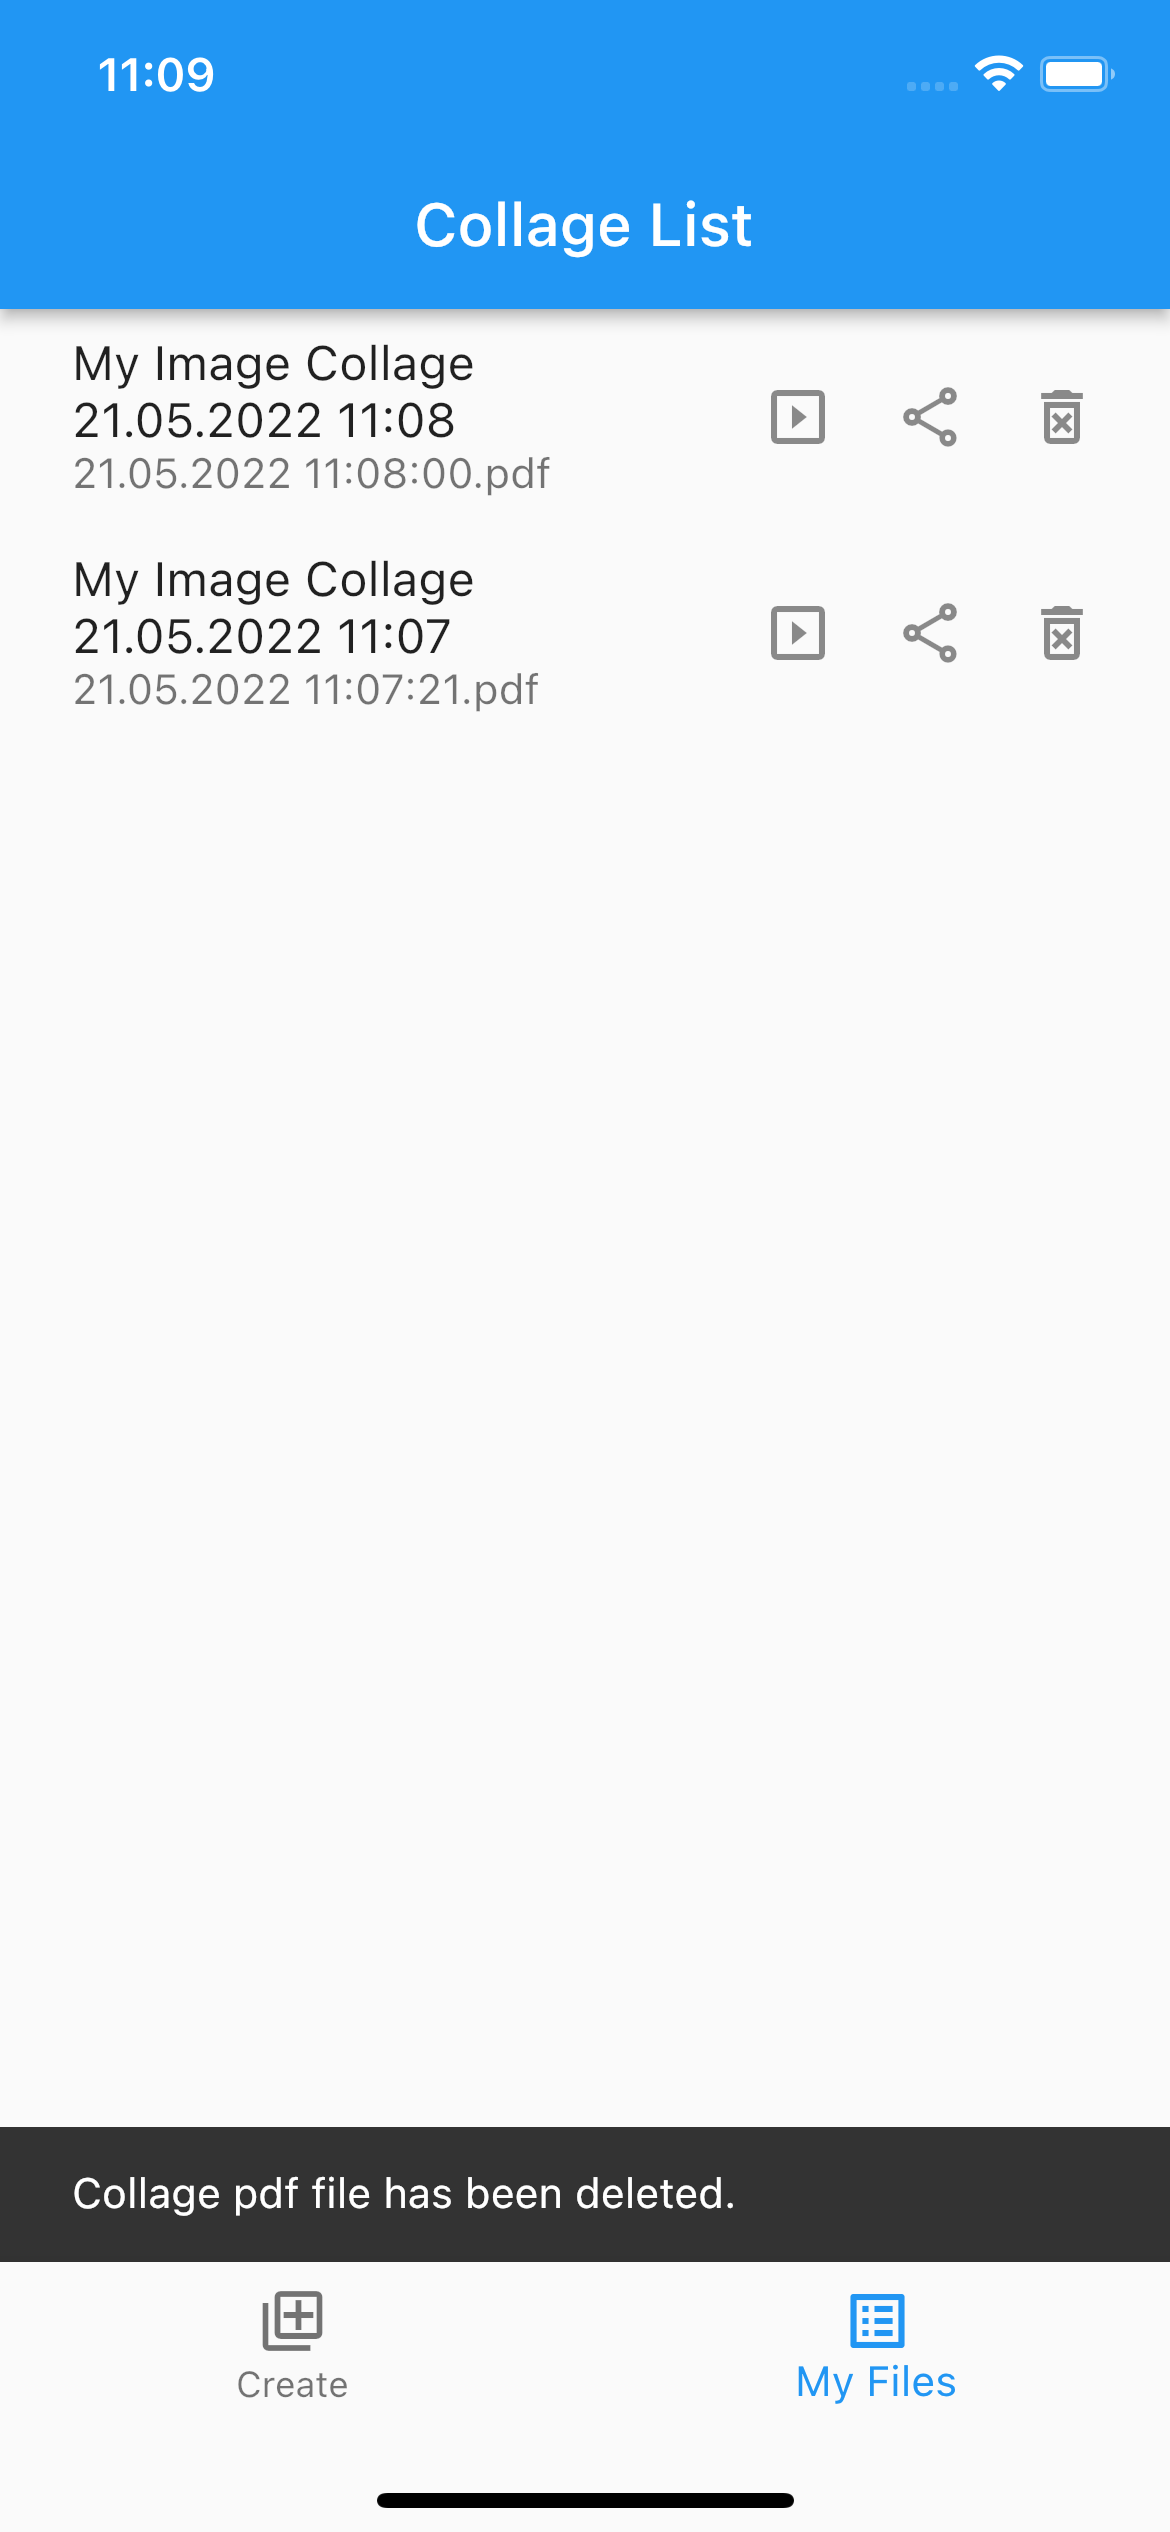 11:09
Collage List
My Image Collage
21.05.2022 11:08
21.05.2022 11:08:00.pdf
My Image Collage
21.05.2022 11:07
21.05.2022 11:07:21.pdf
Collage pdf file has been deleted.
Create
My Files